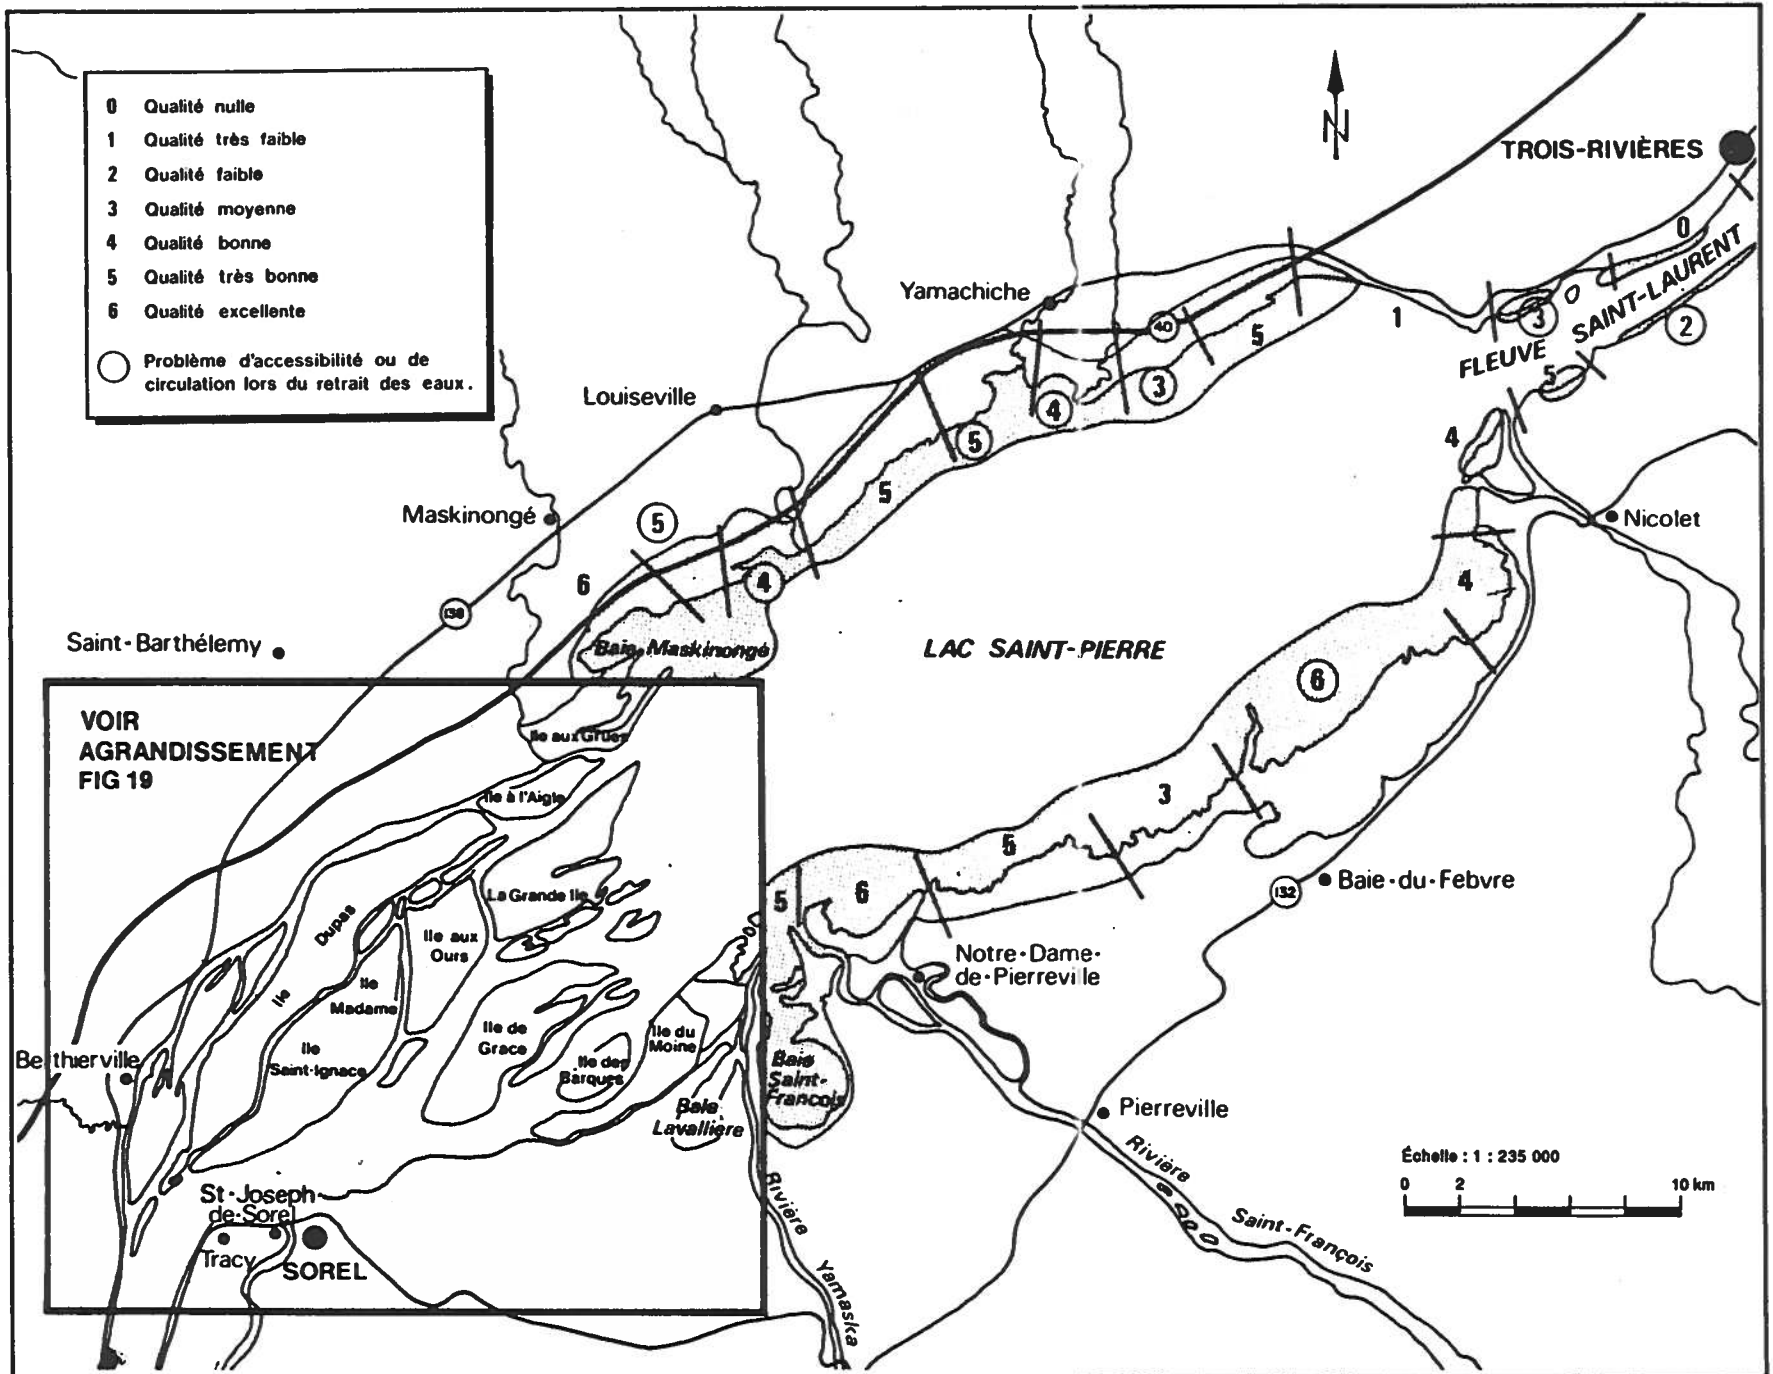 0 Qualité nulle
1 Qualité très faible
2 Qualité faible
3 Qualité moyenne
4 Qualité bonne
5 Qualité très bonne
6 Qualité excellente
Problème d'accessibilité ou de
circulation lors du retrait des eaux.
N
TROIS-RIVIÈRES
0
FLEUVE SAINT-LAURENT
3
2
1
5
4
Yamachiche
40
5
3
4
Louiseville
5
5
Maskinongé
5
4
6
138
Nicolet
4
Saint-Barthélemy
Baie Maskinongé
LAC SAINT-PIERRE
6
VOIR
AGRANDISSEMENT
FIG 19
Ile aux Grues
Ile à l'Aigle
3
5
6
5
La Grande Ile
132
Baie-du-Febvre
Ile Dupas
Ile aux
Ours
Notre-Dame-
de-Pierreville
Ile
Madame
Ile de
Grace
Ile du
Moine
Ile
Saint-Ignace
Ile des
Barques
Baie
Saint-
François
Berthierville
Baie
Lavallière
Pierreville
Rivière
Saint-François
Échelle : 1 : 235 000
0 2 10 km
St-Joseph-
de-Sorel
Tracy
SOREL
Rivière
Yamaska